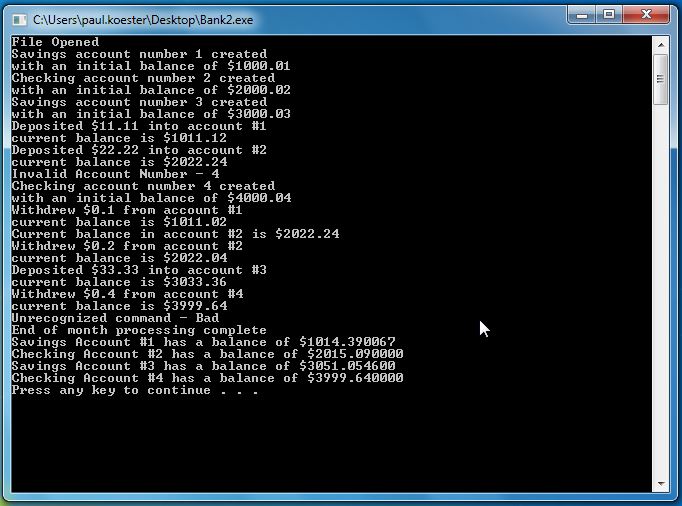 C:\Users\paul.koester\Desktop\Bank2.exe
File Opened
Savings account number 1 created
with an initial balance of $1000.01
Checking account number 2 created
with an initial balance of $2000.02
Savings account number 3 created
with an initial balance of $3000.03
Deposited $11.11 into account #1
current balance is $1011.12
Deposited $22.22 into account #2
current balance is $2022.24
Invalid Account Number - 4
Checking account number 4 created
with an initial balance of $4000.04
Withdrew $0.1 from account #1
current balance is $1011.02
Current balance in account #2 is $2022.24
Withdrew $0.2 from account #2
current balance is $2022.04
Deposited $33.33 into account #3
current balance is $3033.36
Withdrew $0.4 from account #4
current balance is $3999.64
Unrecognized command - Bad
End of month processing complete
Savings Account #1 has a balance of $1014.390067
Checking Account #2 has a balance of $2015.090000
Savings Account #3 has a balance of $3051.054600
Checking Account #4 has a balance of $3999.640000
Press any key to continue . . .